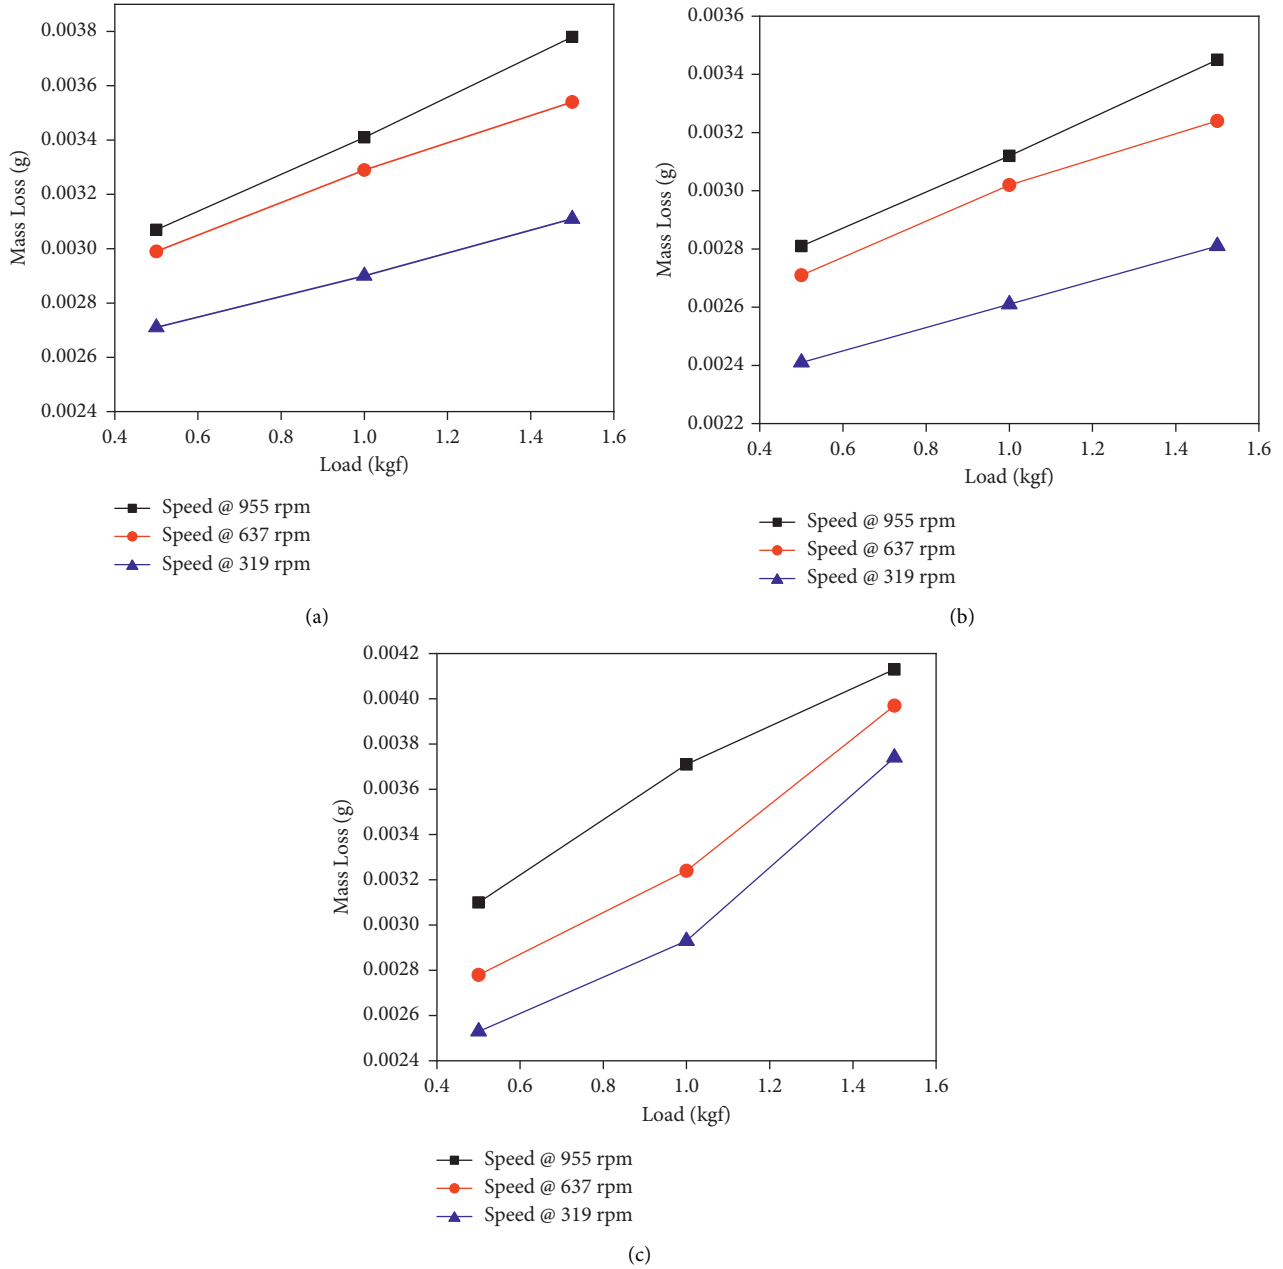 0.0038
0.0036
0.0034
0.0032
0.0030
0.0028
0.0026
0.0024
Mass Loss (g)
0.4 0.6 0.8 1.0 1.2 1.4 1.6
Load (kgf)
Speed @ 955 rpm
Speed @ 637 rpm
Speed @ 319 rpm
(a)
0.0036
0.0034
0.0032
0.0030
0.0028
0.0026
0.0024
0.0022
Mass Loss (g)
0.4 0.6 0.8 1.0 1.2 1.4 1.6
Load (kgf)
Speed @ 955 rpm
Speed @ 637 rpm
Speed @ 319 rpm
(b)
0.0042
0.0040
0.0038
0.0036
0.0034
0.0032
0.0030
0.0028
0.0026
0.0024
Mass Loss (g)
0.4 0.6 0.8 1.0 1.2 1.4 1.6
Load (kgf)
Speed @ 955 rpm
Speed @ 637 rpm
Speed @ 319 rpm
(c)